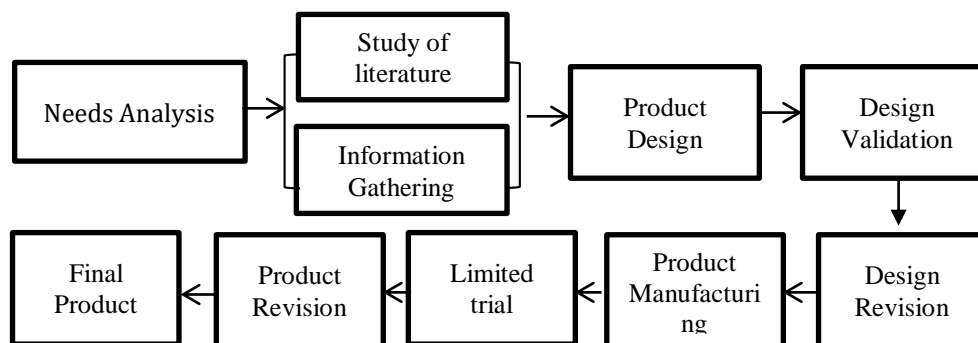 Needs Analysis
Study of
literature
Information
Gathering
Product
Design
Design
Validation
Design
Revision
Product
Manufacturi
ng
Limited
trial
Product
Revision
Final
Product